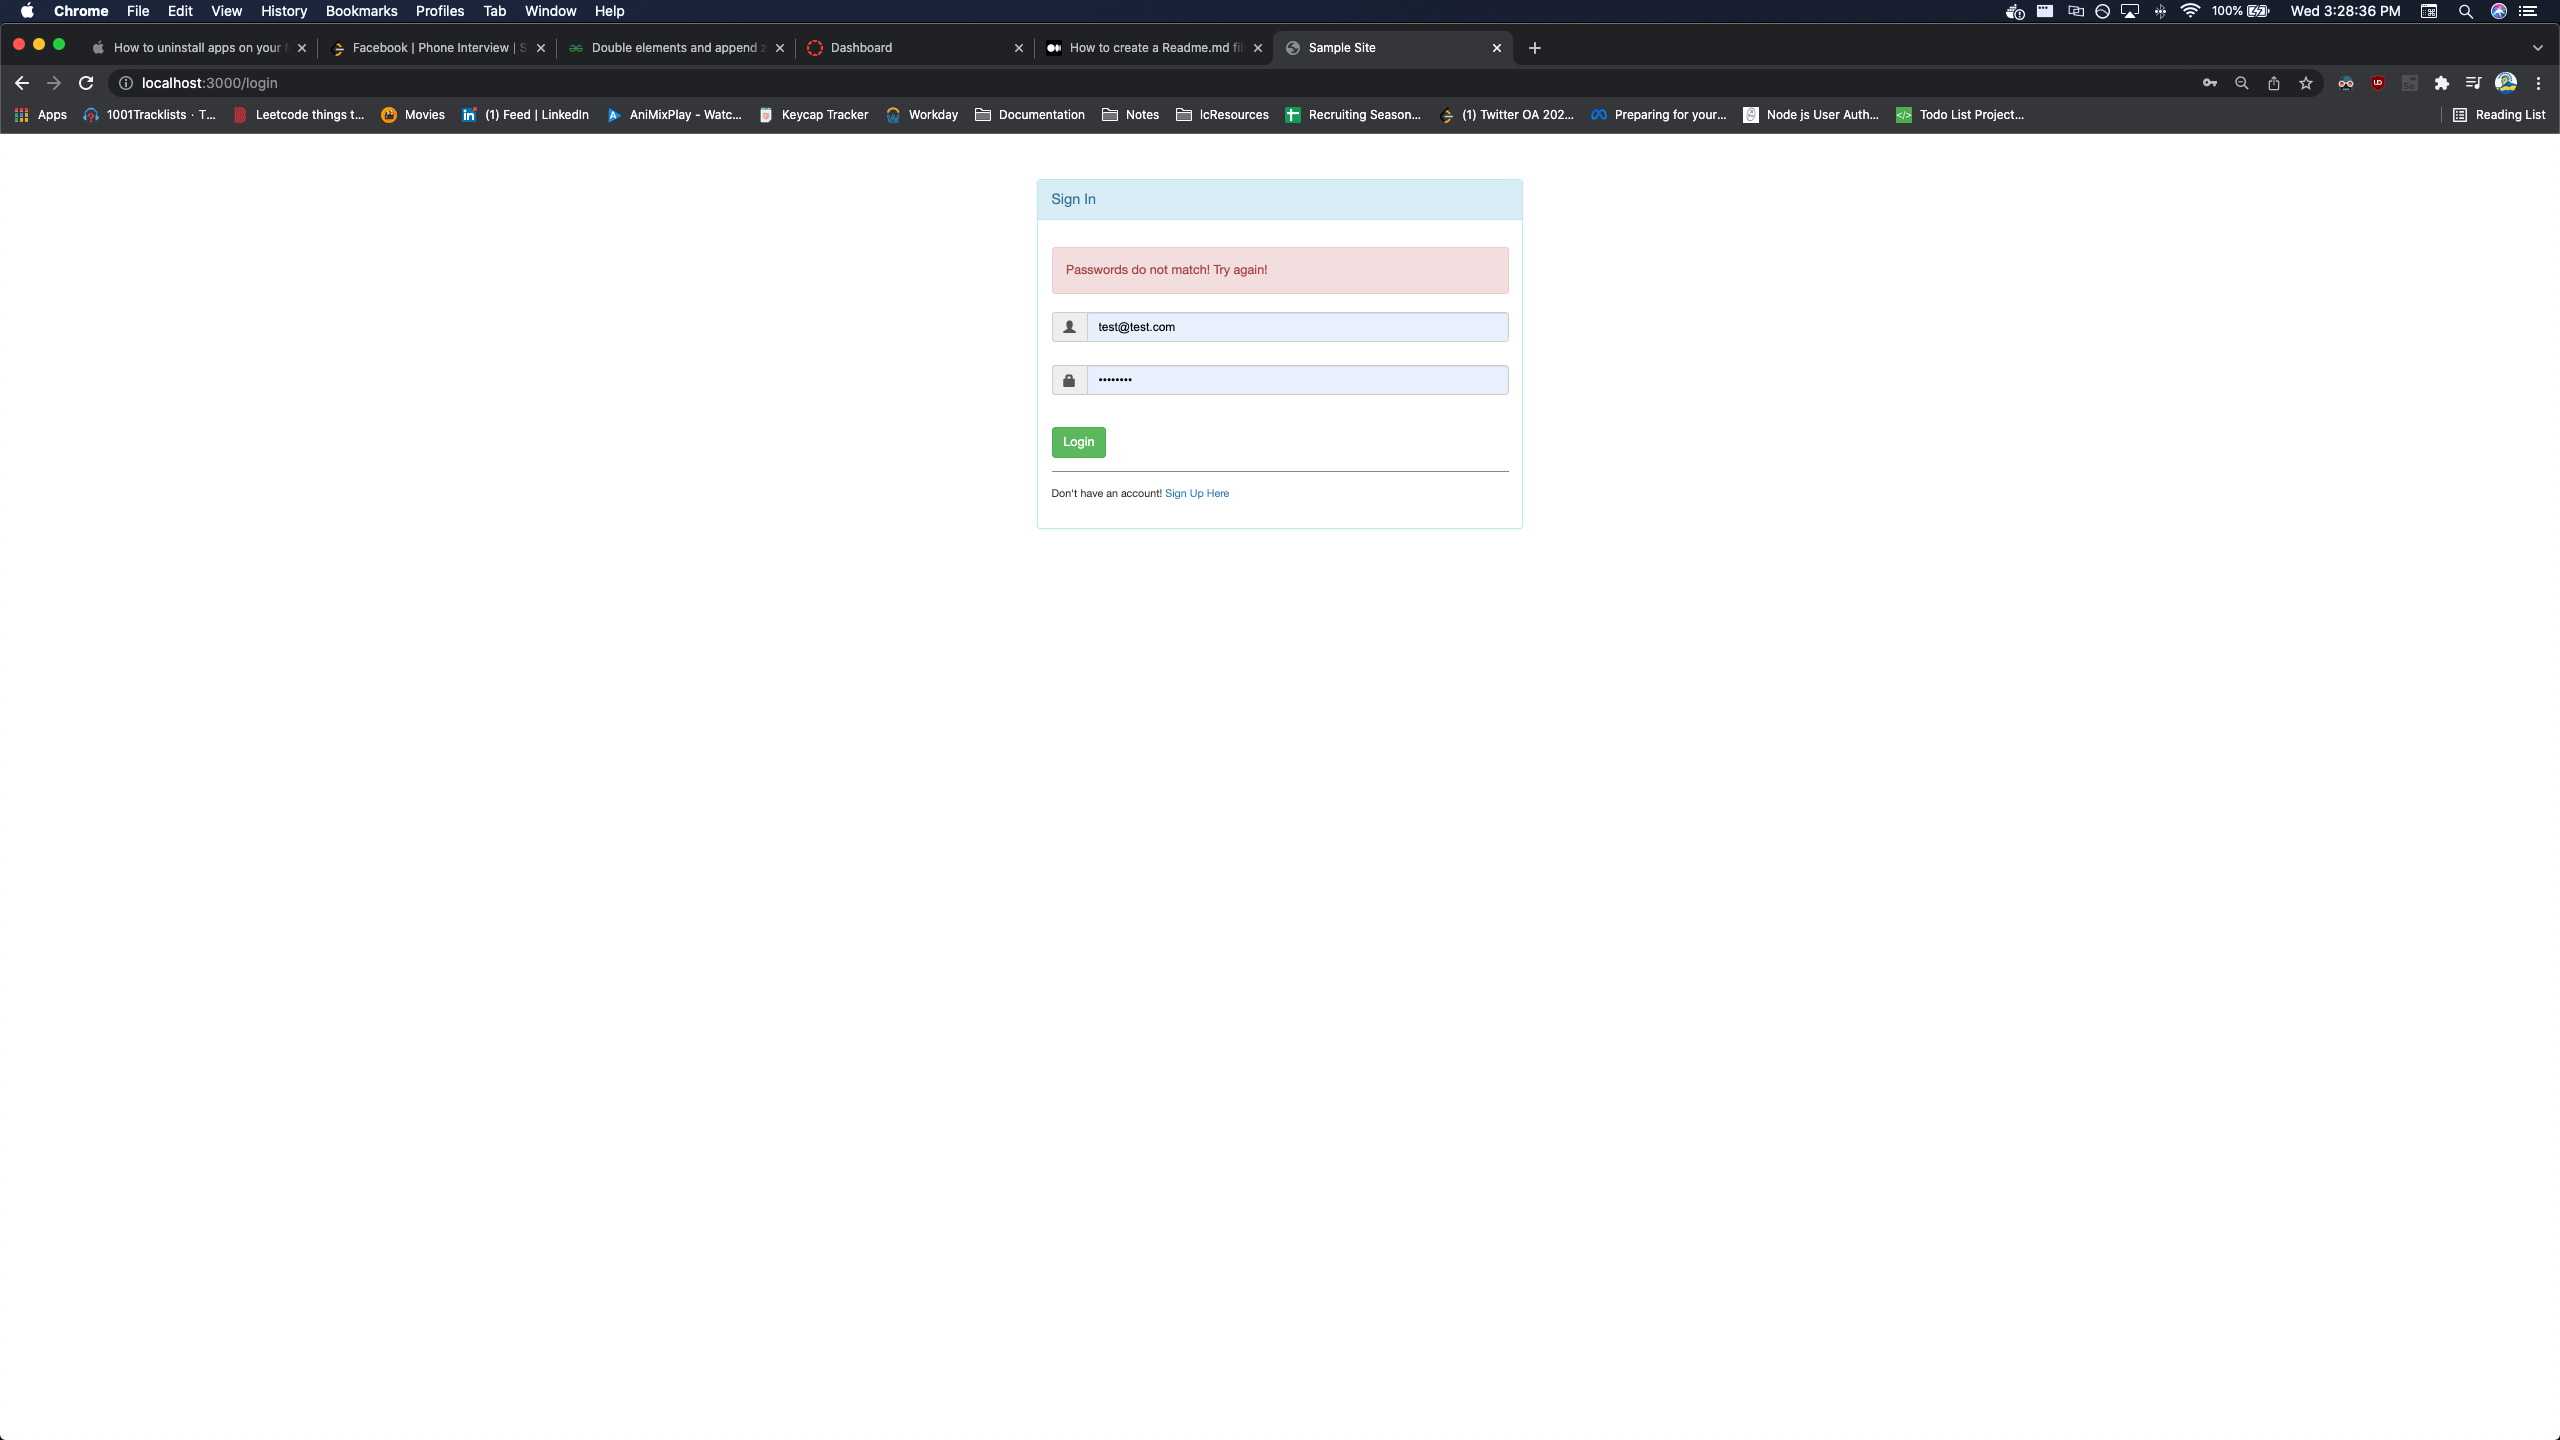 Chrome File Edit View History Bookmarks Profiles Tab Window Help 100% Wed 3:28:36 PM
How to uninstall apps on your Facebook | Phone Interview | S Double elements and append z Dashboard How to create a Readme.md fil Sample Site
localhost:3000/login
Apps 1001Tracklists · T... Leetcode things t... Movies (1) Feed | LinkedIn AniMixPlay - Watc... Keycap Tracker Workday Documentation Notes lcResources Recruiting Season... (1) Twitter OA 202... Preparing for your... Node js User Auth... Todo List Project... Reading List
Sign In
Passwords do not match! Try again!
test@test.com
••••••••
Login
Don't have an account! Sign Up Here